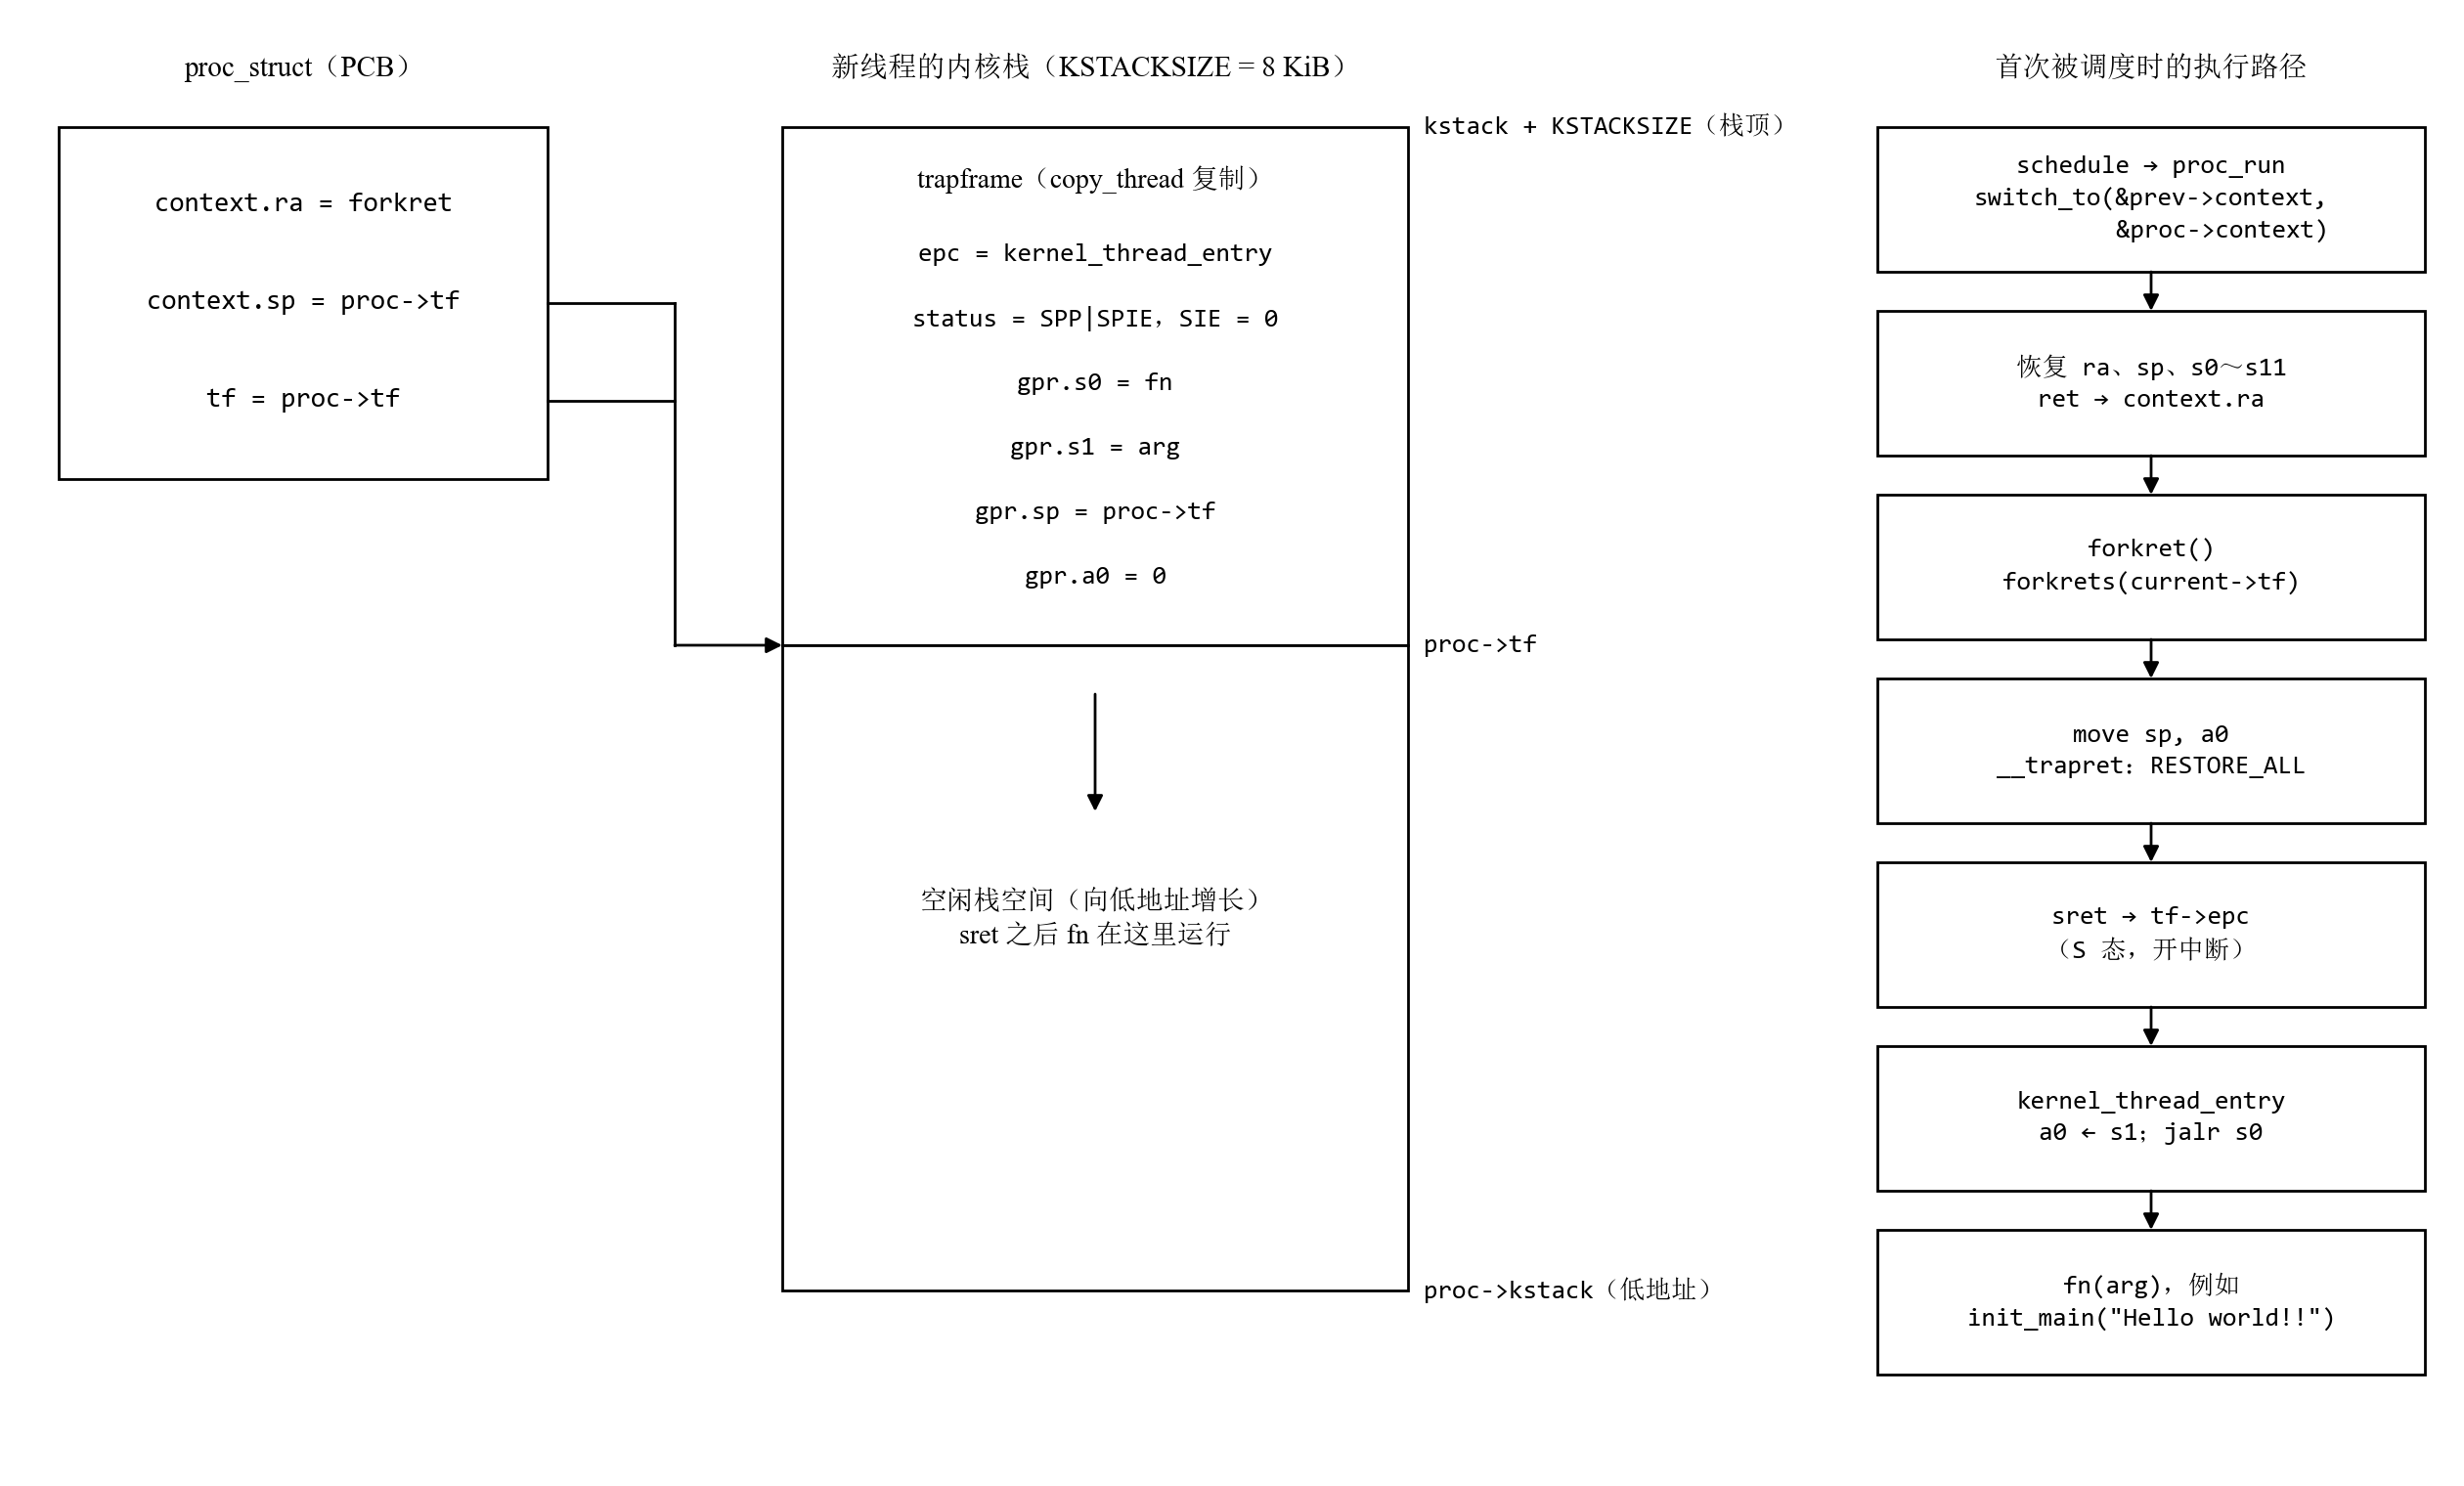 proc_struct（PCB）
context.ra = forkret
context.sp = proc->tf
tf = proc->tf
新线程的内核栈（KSTACKSIZE = 8 KiB）
kstack + KSTACKSIZE（栈顶）
trapframe（copy_thread 复制）
epc = kernel_thread_entry
status = SPP|SPIE，SIE = 0
gpr.s0 = fn
gpr.s1 = arg
gpr.sp = proc->tf
gpr.a0 = 0
proc->tf
空闲栈空间（向低地址增长）
sret 之后 fn 在这里运行
proc->kstack（低地址）
首次被调度时的执行路径
schedule → proc_run
switch_to(&prev->context,
&proc->context)
恢复 ra、sp、s0～s11
ret → context.ra
forkret()
forkrets(current->tf)
move sp, a0
__trapret：RESTORE_ALL
sret → tf->epc
（S 态，开中断）
kernel_thread_entry
a0 ← s1；jalr s0
fn(arg)，例如
init_main("Hello world!!")